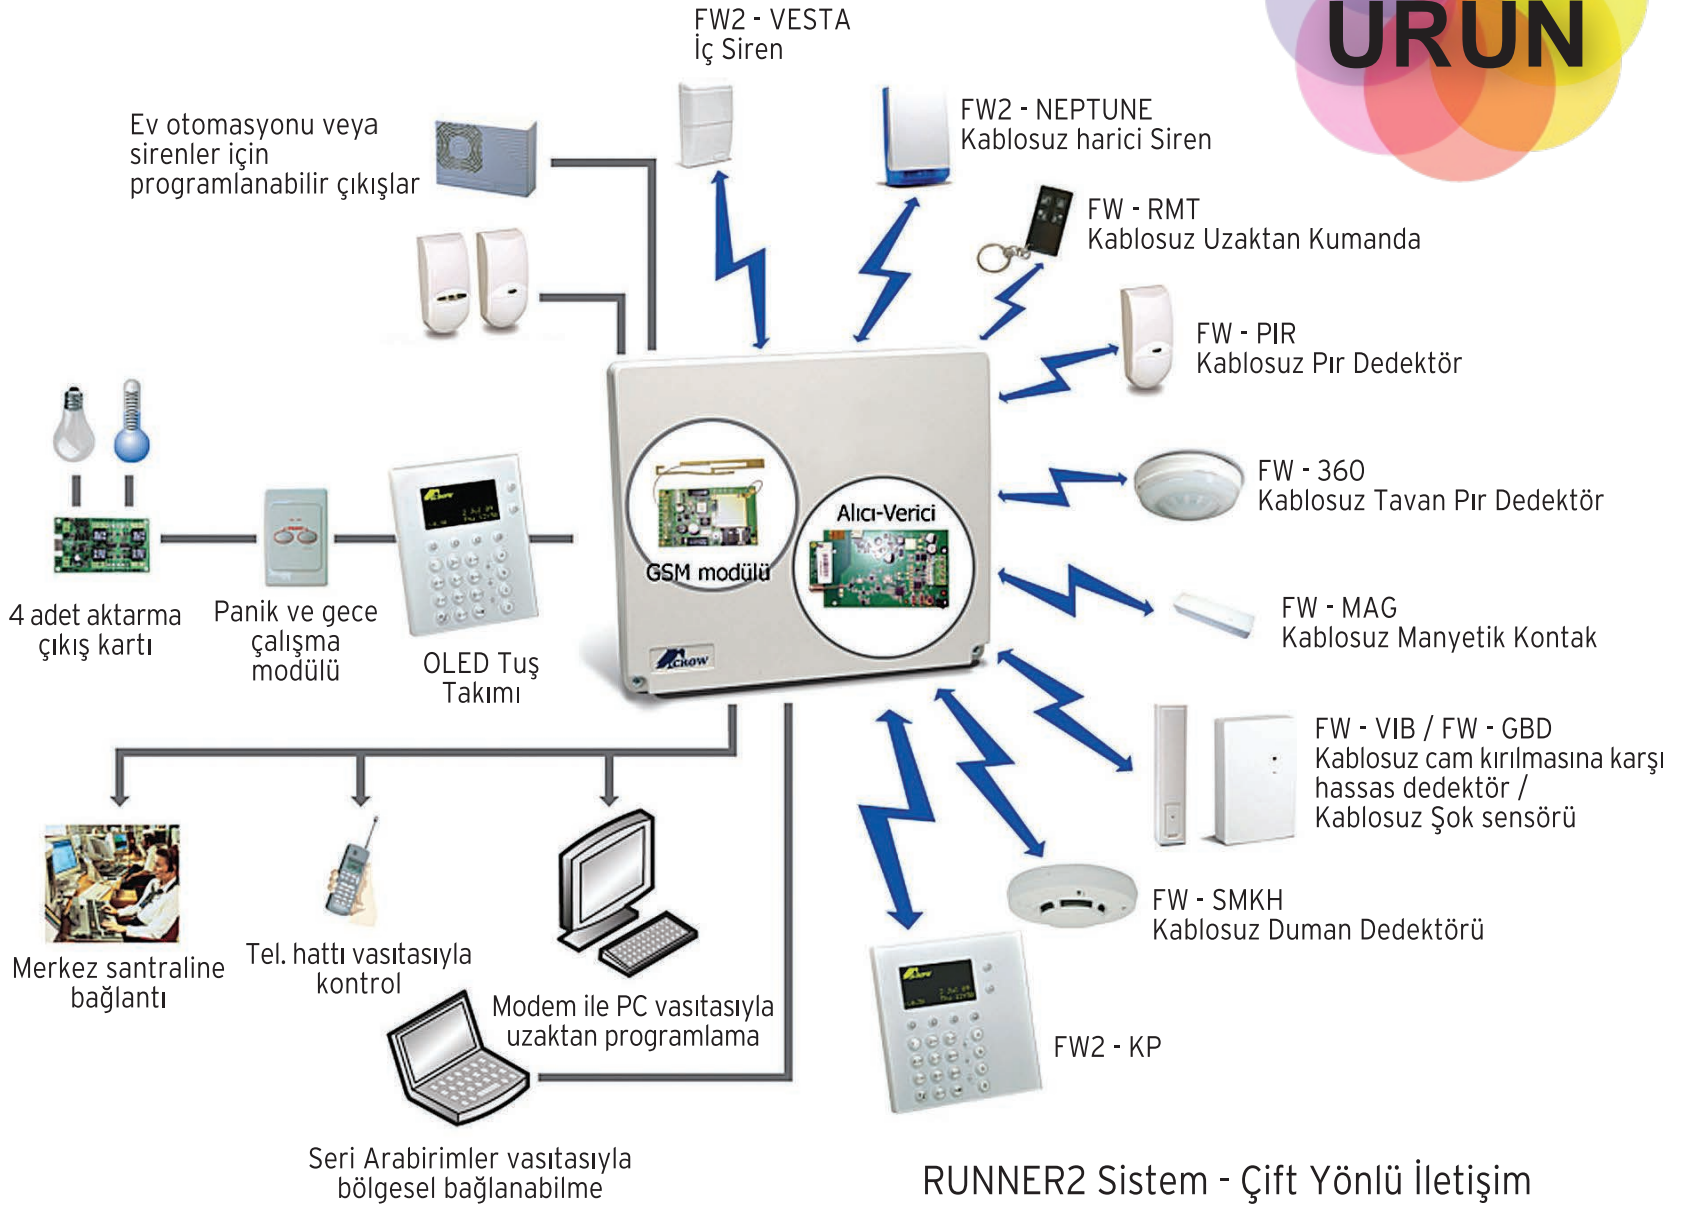 ÜRÜN
FW2 - VESTA
İç Siren
FW2 - NEPTUNE
Kablosuz harici Siren
Ev otomasyonu veya
sirenler için
programlanabilir çıkışlar
FW - RMT
Kablosuz Uzaktan Kumanda
FW - PIR
Kablosuz Pır Dedektör
FW - 360
Kablosuz Tavan Pır Dedektör
Alıcı-Verici
GSM modülü
CROW
CROW
4 adet aktarma
çıkış kartı
Panik ve gece
çalışma
modülü
OLED Tuş
Takımı
FW - MAG
Kablosuz Manyetik Kontak
FW - VIB / FW - GBD
Kablosuz cam kırılmasına karşı
hassas dedektör /
Kablosuz Şok sensörü
FW - SMKH
Kablosuz Duman Dedektörü
Merkez santraline
bağlantı
Tel. hattı vasıtasıyla
kontrol
Modem ile PC vasıtasıyla
uzaktan programlama
CROW
FW2 - KP
Seri Arabirimler vasıtasıyla
bölgesel bağlanabilme
RUNNER2 Sistem - Çift Yönlü İletişim